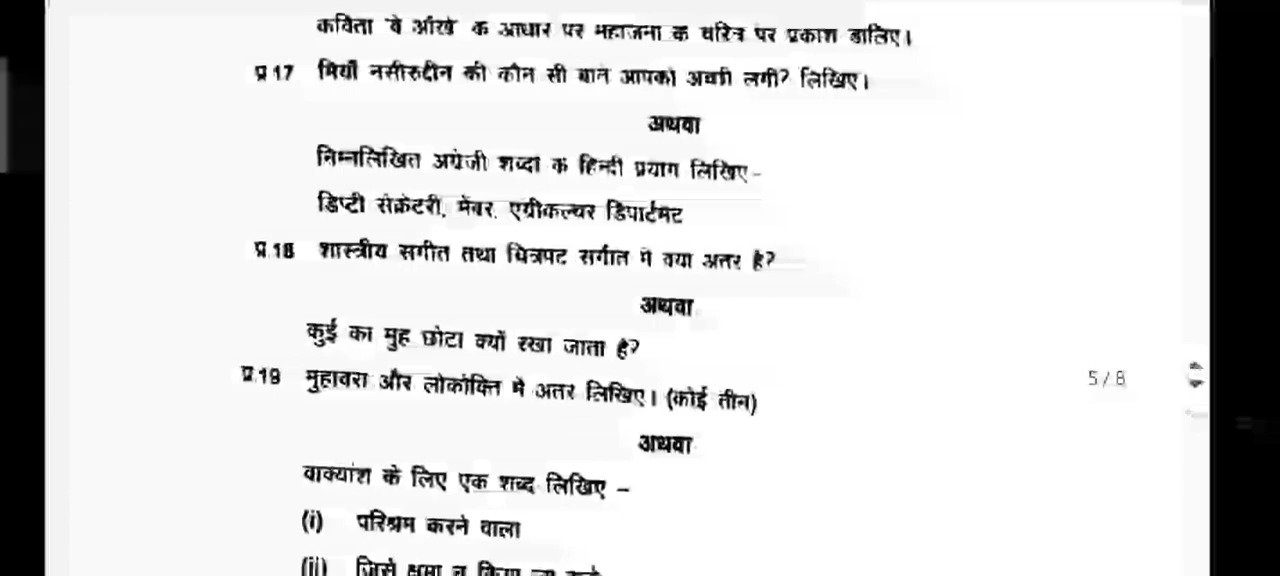 कविता 'वे आँखें' के आधार पर महाजनों के चरित्र पर प्रकाश डालिए।
प्र.17 मियाँ नसीरुद्दीन की कौन सी बातें आपको अच्छी लगी? लिखिए।
अथवा
निम्नलिखित अंग्रेजी शब्दों के हिन्दी प्रयोग लिखिए -
डिप्टी सेक्रेटरी, मेंबर, एग्रीकल्चर डिपार्टमेंट
प्र.18 शास्त्रीय संगीत तथा चित्रपट संगीत में क्या अंतर है?
अथवा
कुई का मुंह छोटा क्यों रखा जाता है?
प्र.19 मुहावरा और लोकोक्ति में अंतर लिखिए। (कोई तीन)
5/8
अथवा
वाक्यांश के लिए एक शब्द लिखिए –
(i) परिश्रम करने वाला
(ii) जिसे क्षमा न किया जा सके